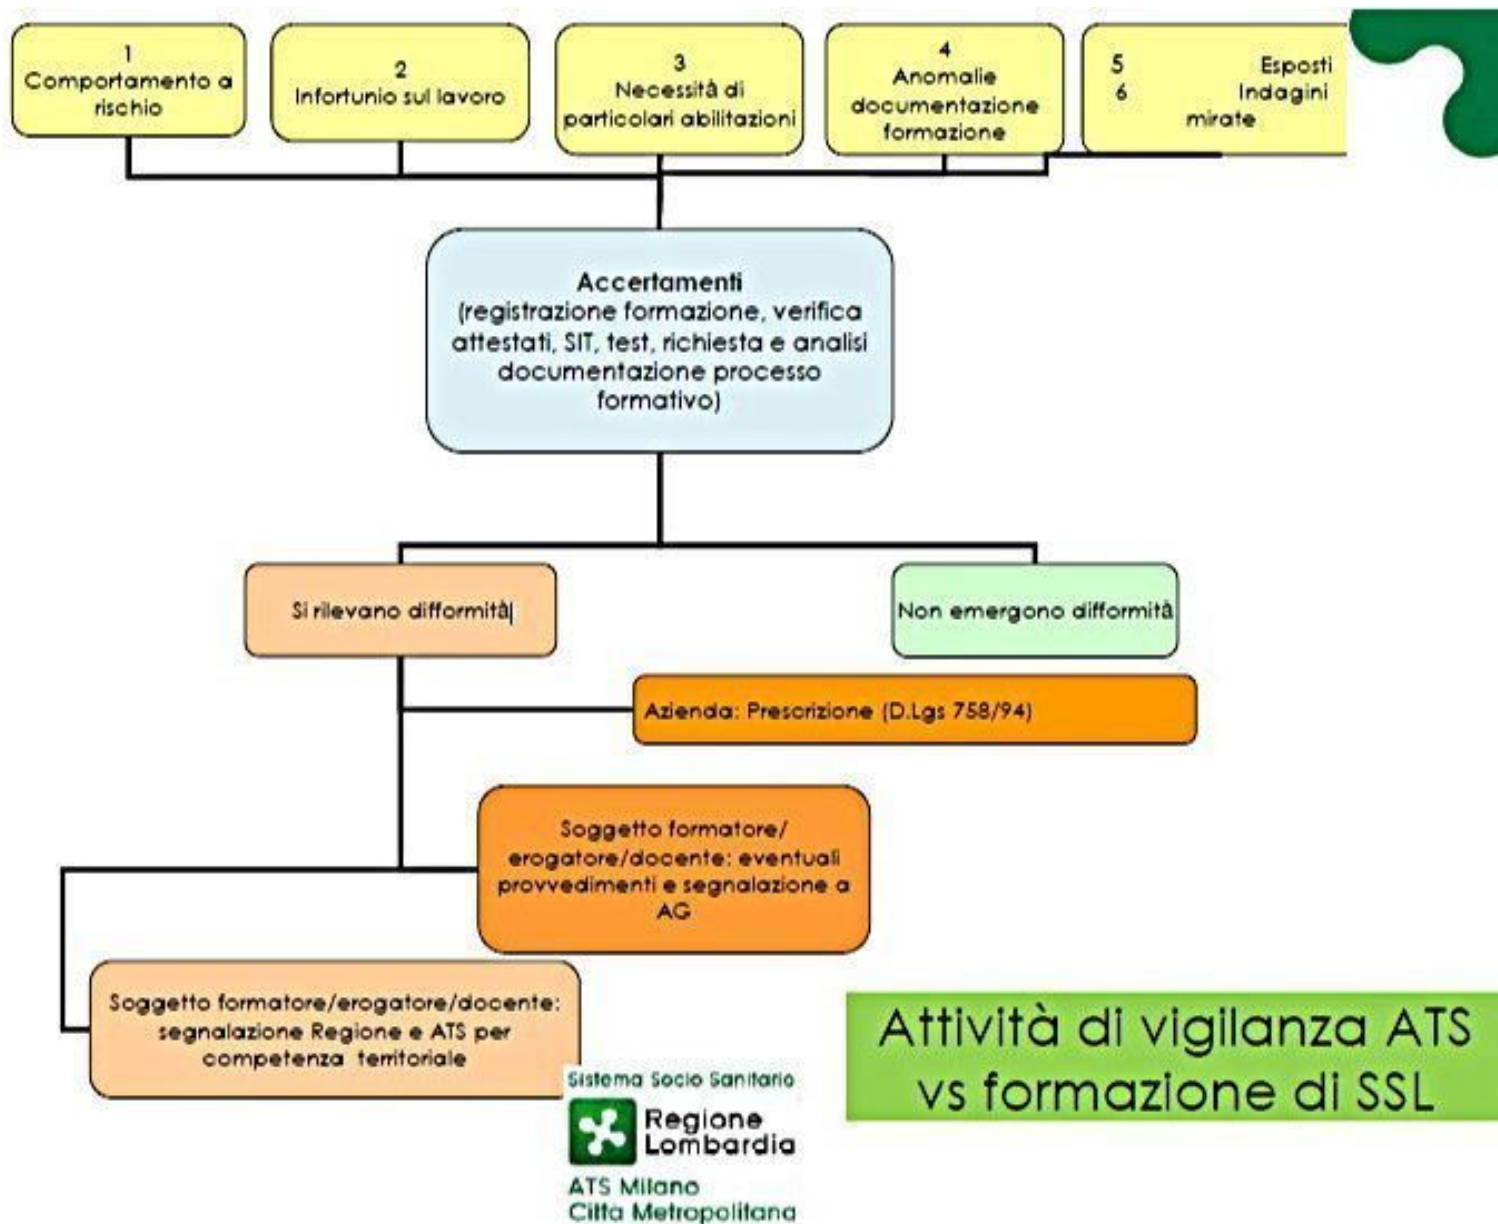 1
Comportamento a
rischio
2
Infortunio sul lavoro
3
Necessità di
particolari abilitazioni
4
Anomalie
documentazione
formazione
5 Esposti
6 Indagini
mirate
Accertamenti
(registrazione formazione, verifica
attestati, SIT, test, richiesta e analisi
documentazione processo
formativo)
Si rilevano difformità
Non emergono difformità
Azienda: Prescrizione (D.Lgs 758/94)
Soggetto formatore/
erogatore/docente: eventuali
provvedimenti e segnalazione a
AG
Soggetto formatore/erogatore/docente:
segnalazione Regione e ATS per
competenza territoriale
Sistema Socio Sanitario
Regione
Lombardia
ATS Milano
Città Metropolitana
Attività di vigilanza ATS
vs formazione di SSL